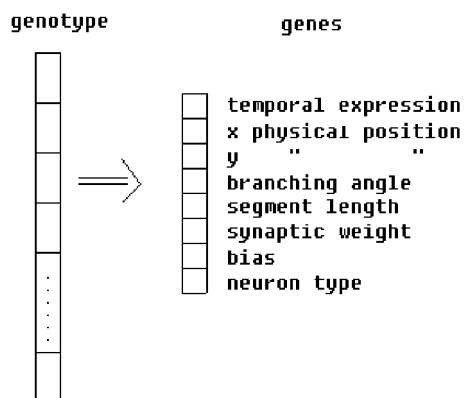 genotype
genes
temporal expression
x physical position
y " "
branching angle
segment length
synaptic weight
bias
neuron type